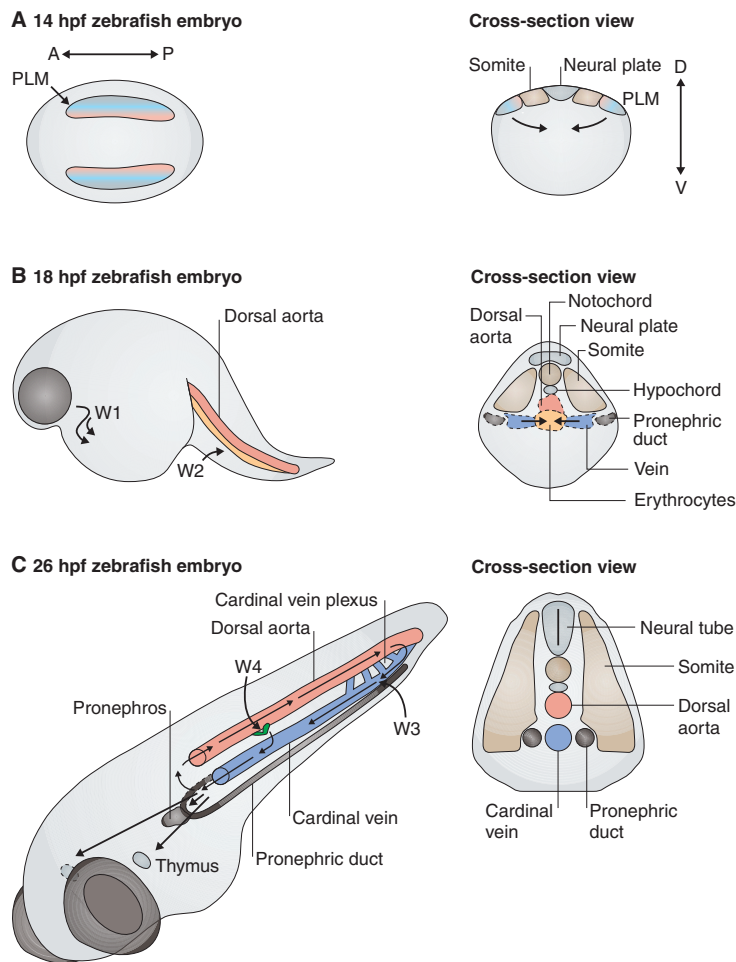 A 14 hpf zebrafish embryo
A P
PLM
Cross-section view
Somite Neural plate
D
PLM
V
B 18 hpf zebrafish embryo
Dorsal aorta
W1
W2
Cross-section view
Notochord
Dorsal
aorta
Neural plate
Somite
Hypochord
Pronephric
duct
Vein
Erythrocytes
C 26 hpf zebrafish embryo
Cardinal vein plexus
Dorsal aorta
W4
Pronephros
W3
Cardinal vein
Thymus
Pronephric duct
Cross-section view
Neural tube
Somite
Dorsal
aorta
Cardinal
vein
Pronephric
duct